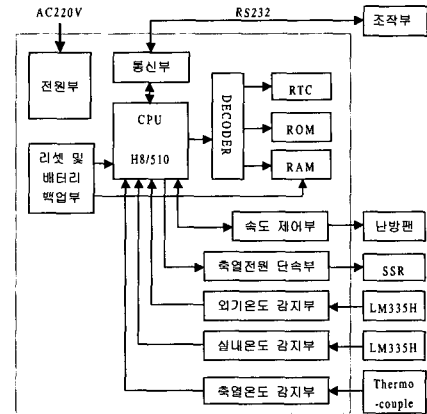 AC220V
RS232
조작부
전원부
통신부
CPU
H8/510
DECODER
RTC
ROM
RAM
리셋 및
배터리
백업부
속도 제어부
난방팬
축열전원 단속부
SSR
외기온도 감지부
LM335H
실내온도 감지부
LM335H
축열온도 감지부
Thermo
-couple